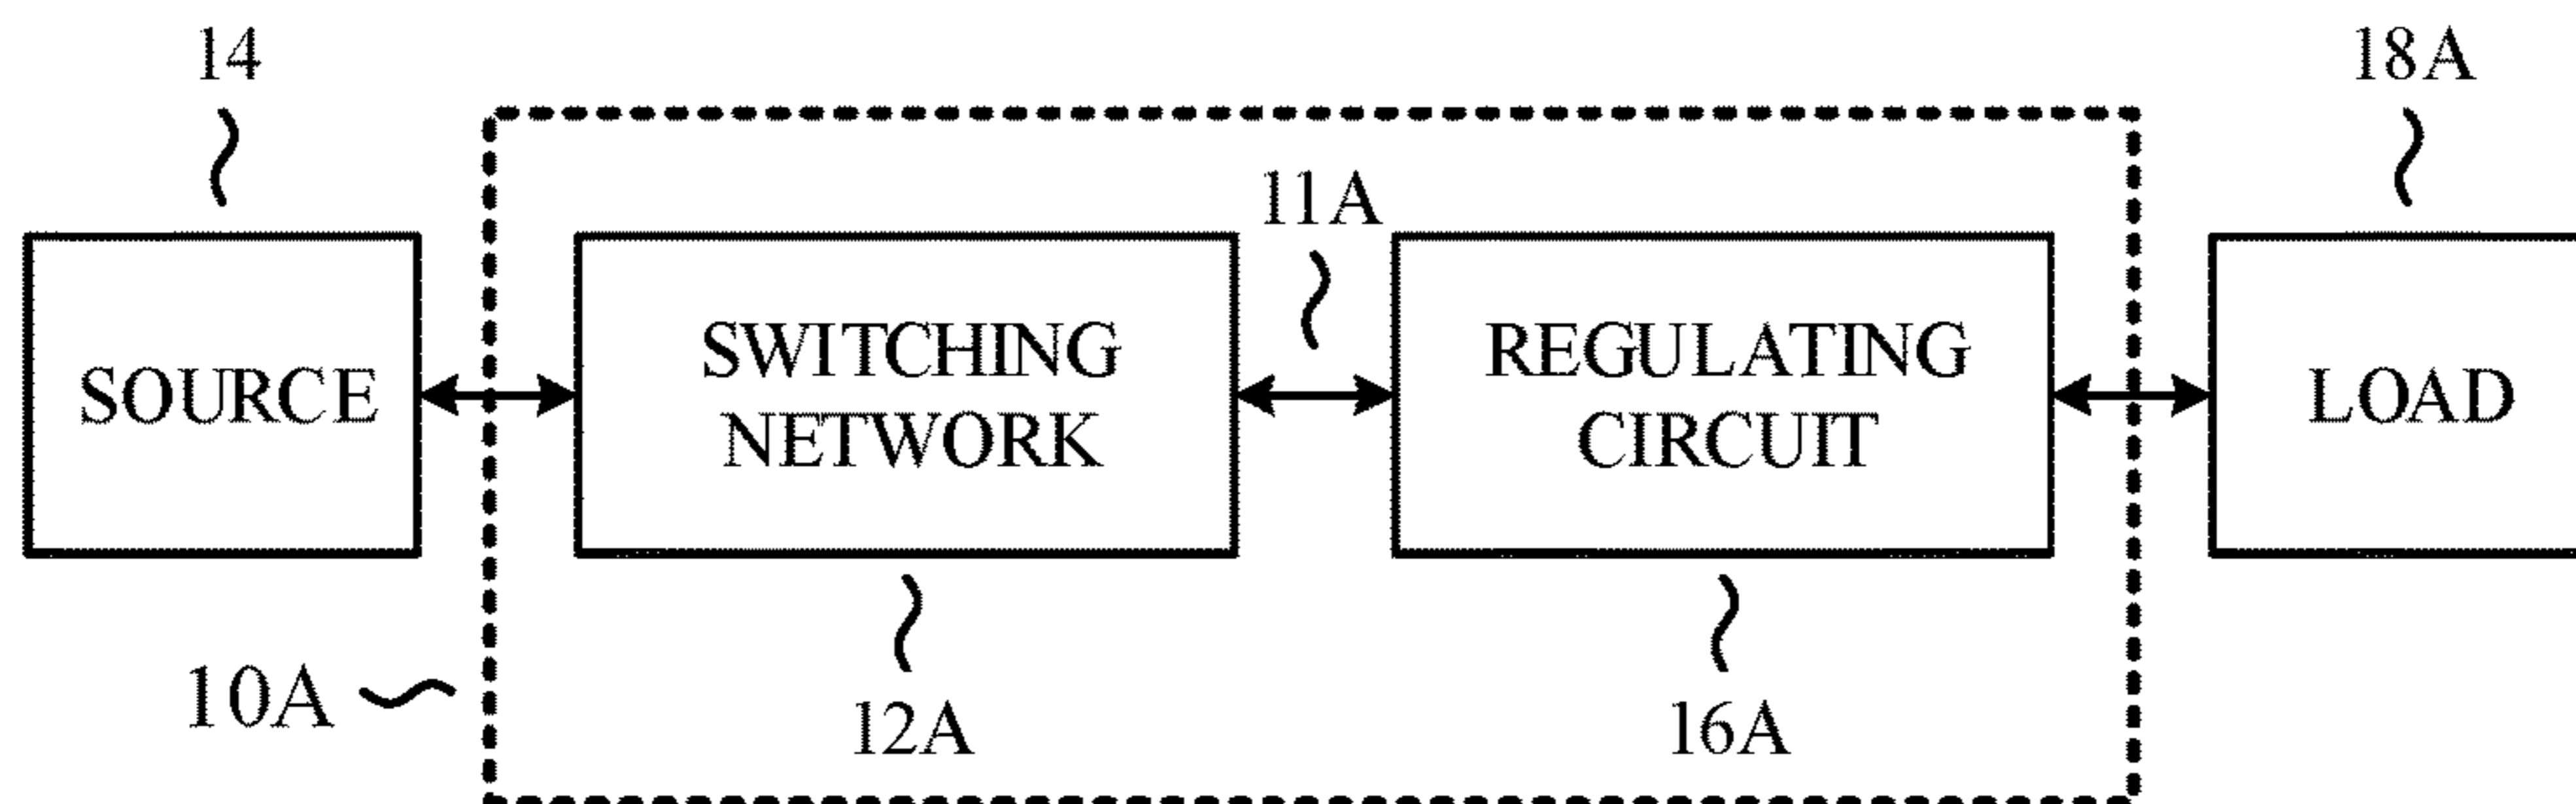 14
18A
11A
SOURCE
SWITCHING
NETWORK
REGULATING
CIRCUIT
LOAD
10A
12A
16A